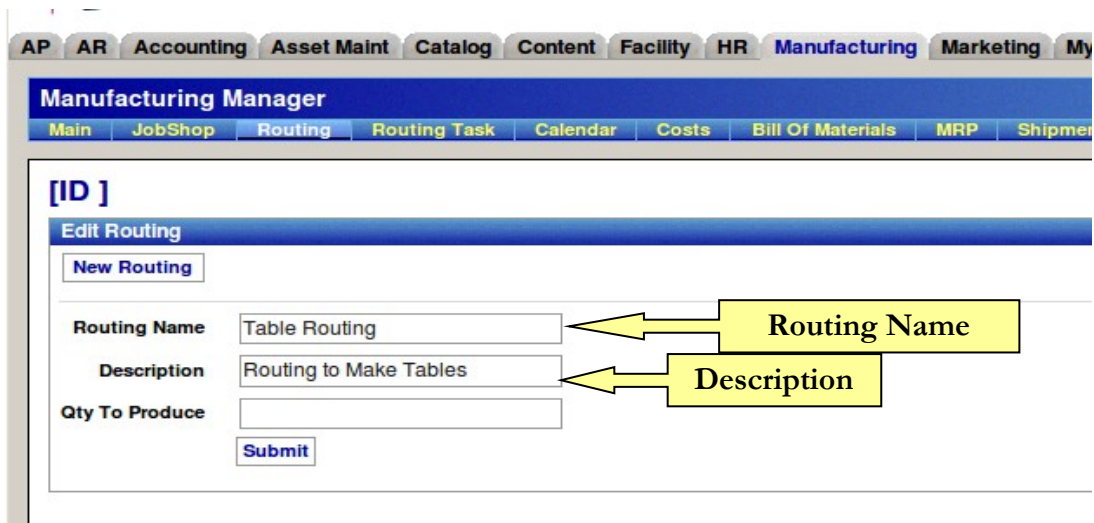 AP AR Accounting Asset Maint Catalog Content Facility HR Manufacturing Marketing My
Manufacturing Manager
Main JobShop Routing Routing Task Calendar Costs Bill Of Materials MRP
[ID ]
Edit Routing
New Routing
Routing Name Table Routing Routing Name
Description Routing to Make Tables Description
Qty To Produce
Submit